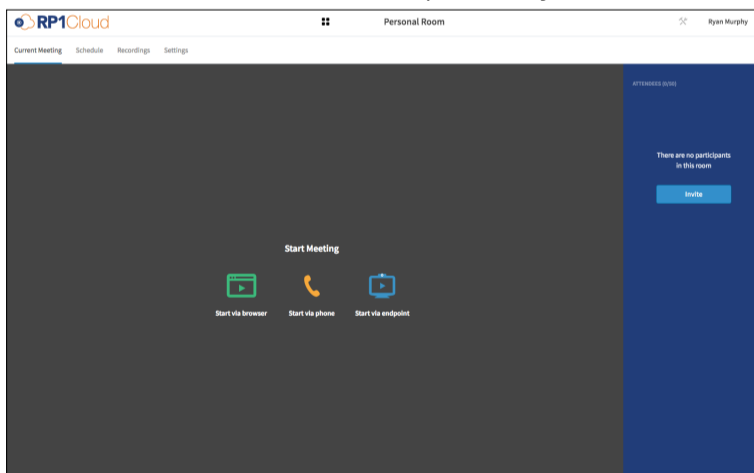 RP1Cloud
Personal Room
Ryan Murphy
Current Meeting Schedule Recordings Settings
ATTENDEES (0/30)
There are no participants
in this room
Invite
Start Meeting
Start via browser Start via phone Start via endpoint